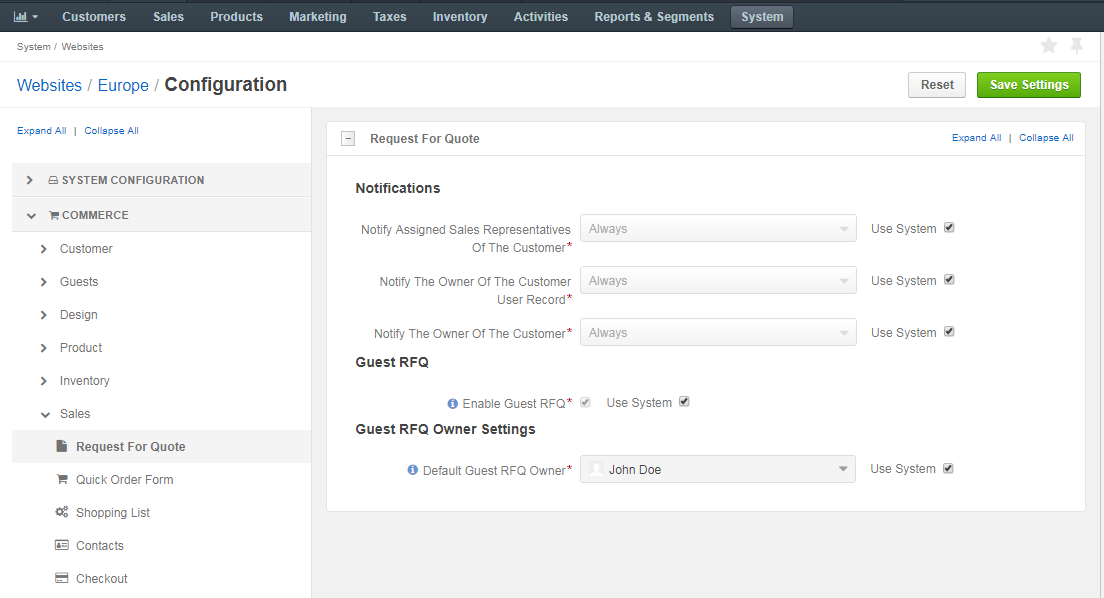 Customers Sales Products Marketing Taxes Inventory Activities Reports & Segments System
System / Websites
Websites / Europe / Configuration Reset Save Settings
Expand All | Collapse All
SYSTEM CONFIGURATION
COMMERCE
Customer
Guests
Design
Product
Inventory
Sales
Request For Quote
Quick Order Form
Shopping List
Contacts
Checkout
Request For Quote Expand All | Collapse All
Notifications
Notify Assigned Sales Representatives Always Use System
Of The Customer*
Notify The Owner Of The Customer Always Use System
User Record*
Notify The Owner Of The Customer* Always Use System
Guest RFQ
Enable Guest RFQ* Use System
Guest RFQ Owner Settings
Default Guest RFQ Owner* John Doe Use System